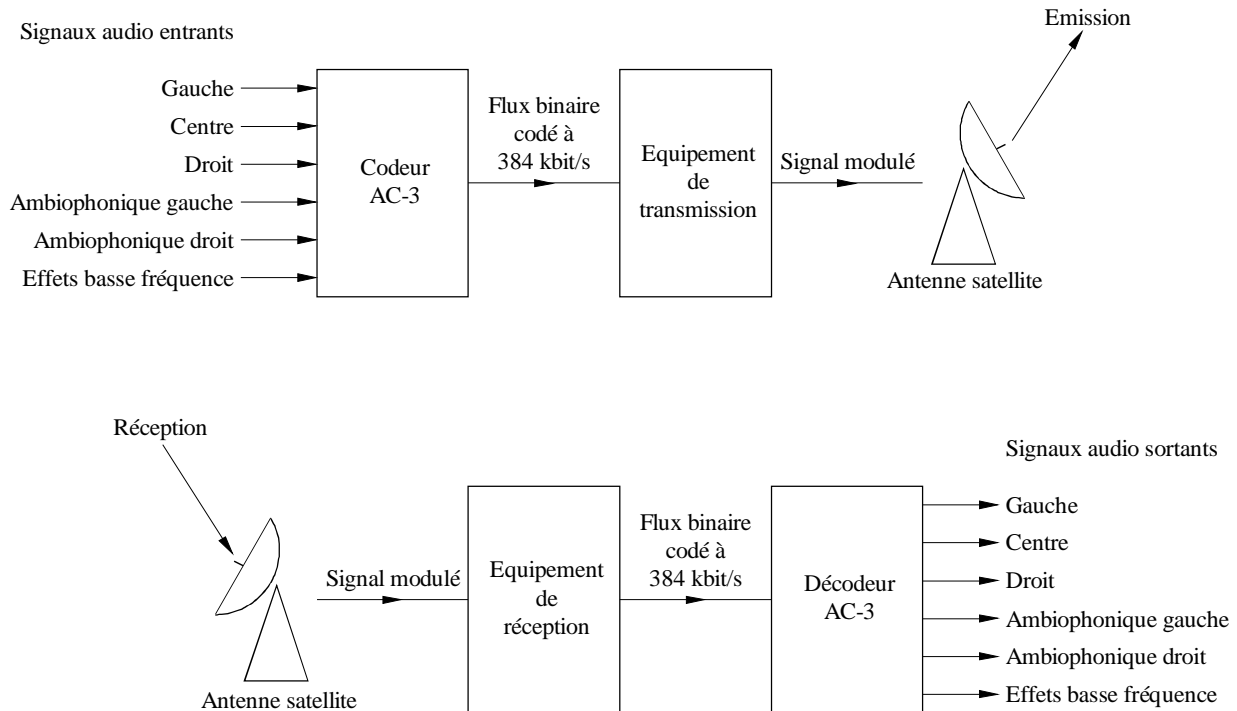 Emission
Signaux audio entrants
Gauche
Centre
Droit
Ambiophonique gauche
Ambiophonique droit
Effets basse fréquence
Codeur
AC-3
Flux binaire
codé à
384 kbit/s
Equipement
de
transmission
Signal modulé
Antenne satellite
Réception
Antenne satellite
Signal modulé
Equipement
de
réception
Flux binaire
codé à
384 kbit/s
Décodeur
AC-3
Signaux audio sortants
Gauche
Centre
Droit
Ambiophonique gauche
Ambiophonique droit
Effets basse fréquence